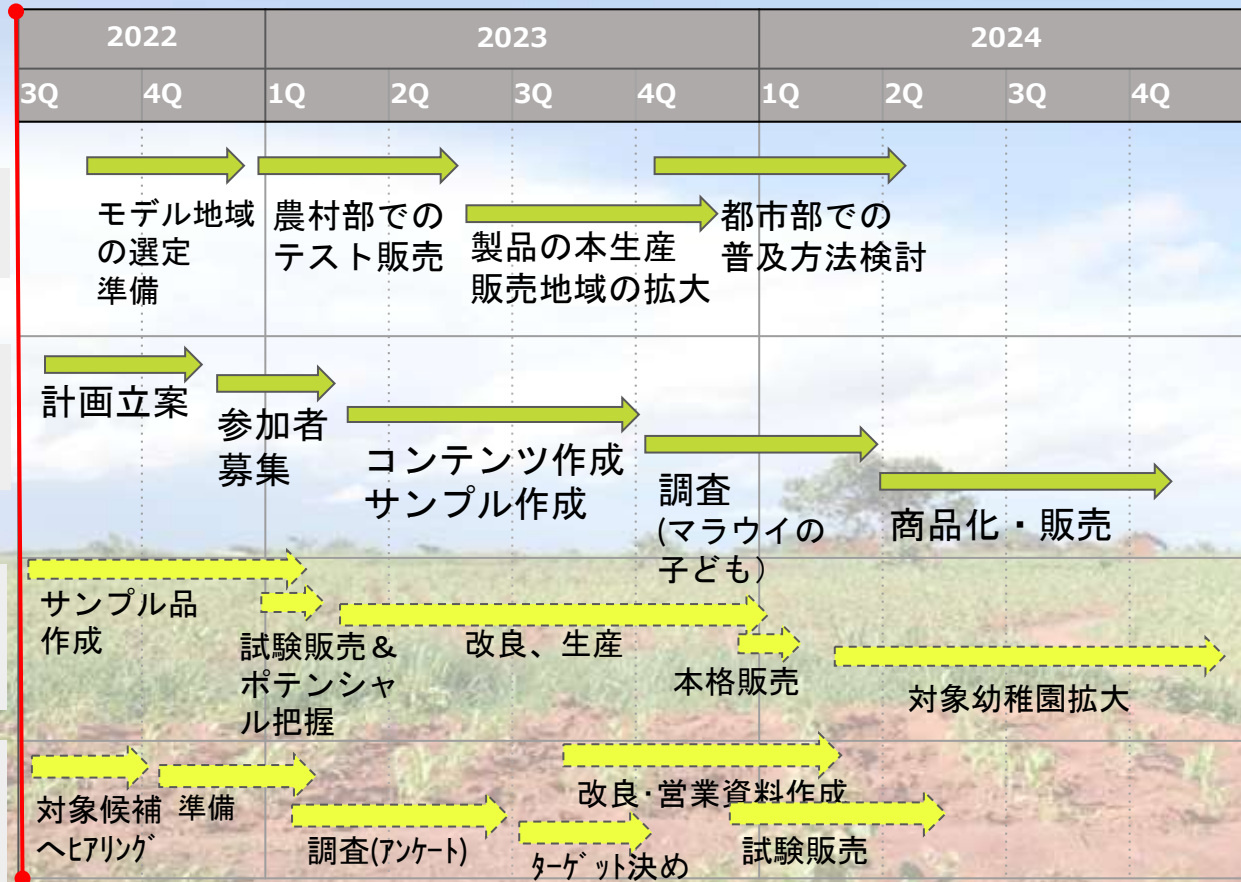 2022
2023
2024
3Q
4Q
1Q
2Q
3Q
4Q
1Q
2Q
3Q
4Q
モデル地域
の選定
準備
農村部での
テスト販売
製品の本生産
販売地域の拡大
都市部での
普及方法検討
計画立案
参加者
募集
コンテンツ作成
サンプル作成
調査
(マラウイの
子ども)
商品化・販売
サンプル品
作成
試験販売&
ポテンシャ
ル把握
改良、生産
本格販売
対象幼稚園拡大
対象候補
へﾋｱﾘﾝｸﾞ
準備
調査(ｱﾝｹｰﾄ)
ﾀｰｹﾞｯﾄ決め
改良・営業資料作成
試験販売